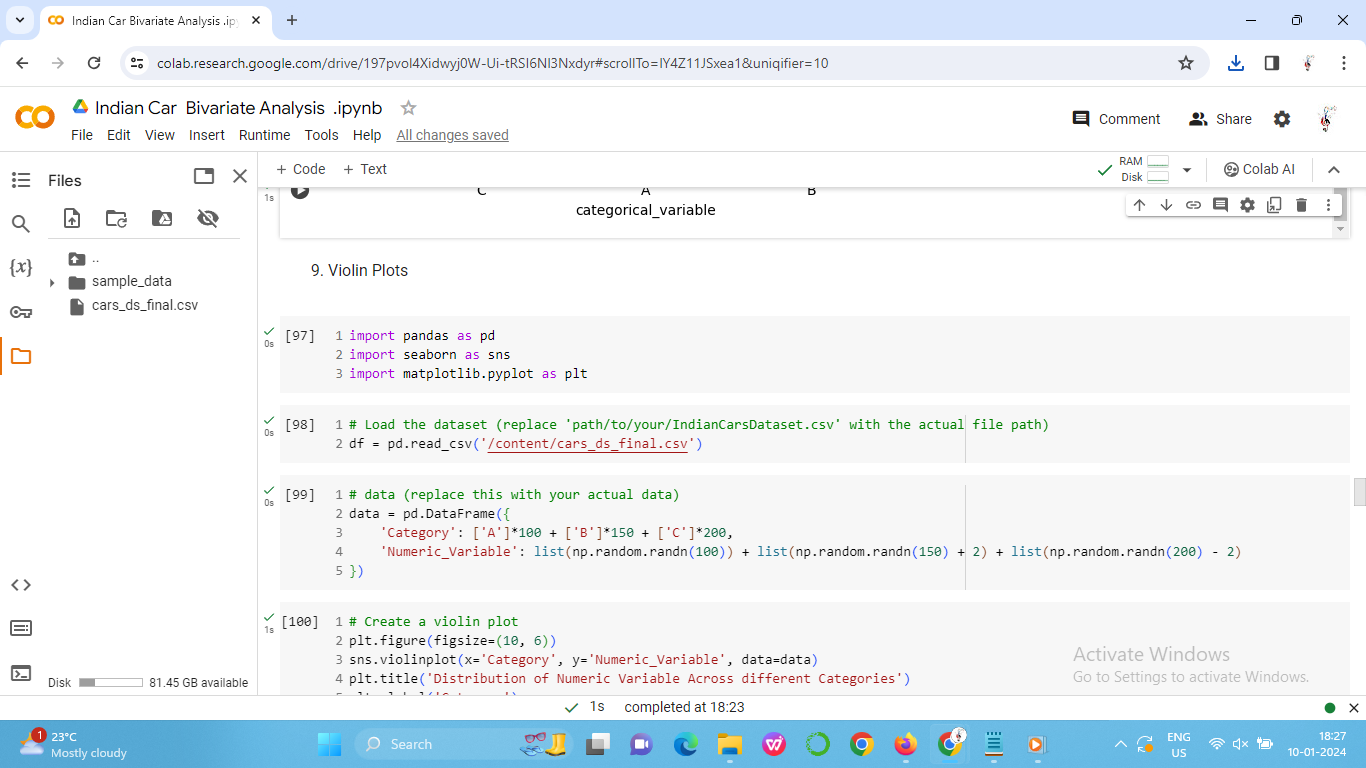 Indian Car Bivariate Analysis .ip
colab.research.google.com/drive/197pvol4Xidwyj0W-Ui-tRSI6NI3Nxdyr#scrollTo=IY4Z11JSxea1&uniqifier=10
Indian Car  Bivariate Analysis  .ipynb
File Edit View Insert Runtime Tools Help All changes saved
Comment Share
Files
+ Code + Text
RAM
Disk
Colab AI
1s
C A B
categorical_variable
..
sample_data
cars_ds_final.csv
{x}
9. Violin Plots
0s
[97]
1 import pandas as pd
2 import seaborn as sns
3 import matplotlib.pyplot as plt
0s
[98]
1 # Load the dataset (replace 'path/to/your/IndianCarsDataset.csv' with the actual file path)
2 df = pd.read_csv('/content/cars_ds_final.csv')
0s
[99]
1 # data (replace this with your actual data)
2 data = pd.DataFrame({
3     'Category': ['A']*100 + ['B']*150 + ['C']*200,
4     'Numeric_Variable': list(np.random.randn(100)) + list(np.random.randn(150) + 2) + list(np.random.randn(200) - 2)
5 })
1s
[100]
1 # Create a violin plot
2 plt.figure(figsize=(10, 6))
3 sns.violinplot(x='Category', y='Numeric_Variable', data=data)
4 plt.title('Distribution of Numeric Variable Across different Categories')
Activate Windows
Go to Settings to activate Windows.
Disk 81.45 GB available
1s completed at 18:23
1
23°C
Mostly cloudy
Search
ENG
US
18:27
10-01-2024